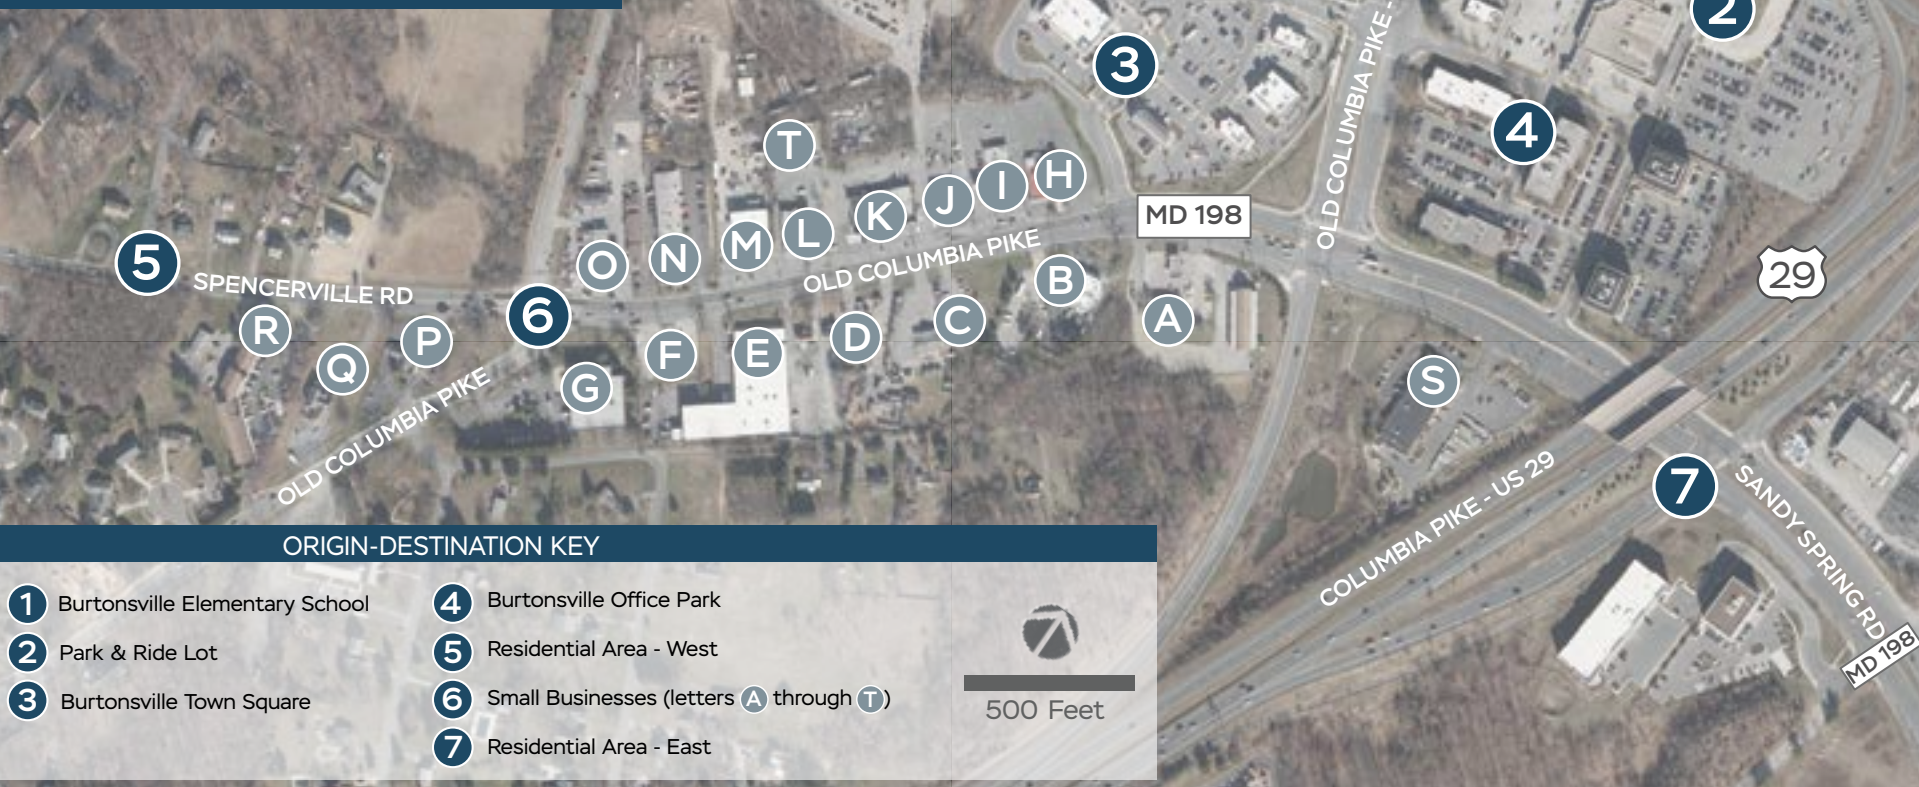 2
3
OLD COLUMBIA PIKE -
4
T
H
I
J
K
L
M
N
O
MD 198
29
5
SPENCERVILLE RD
6
OLD COLUMBIA PIKE
B
A
C
D
E
F
G
P
Q
R
S
OLD COLUMBIA PIKE
COLUMBIA PIKE - US 29
7
SANDY SPRING RD
MD 198
ORIGIN-DESTINATION KEY
1 Burtonsville Elementary School
2 Park & Ride Lot
3 Burtonsville Town Square
4 Burtonsville Office Park
5 Residential Area - West
6 Small Businesses (letters A through T)
7 Residential Area - East
500 Feet